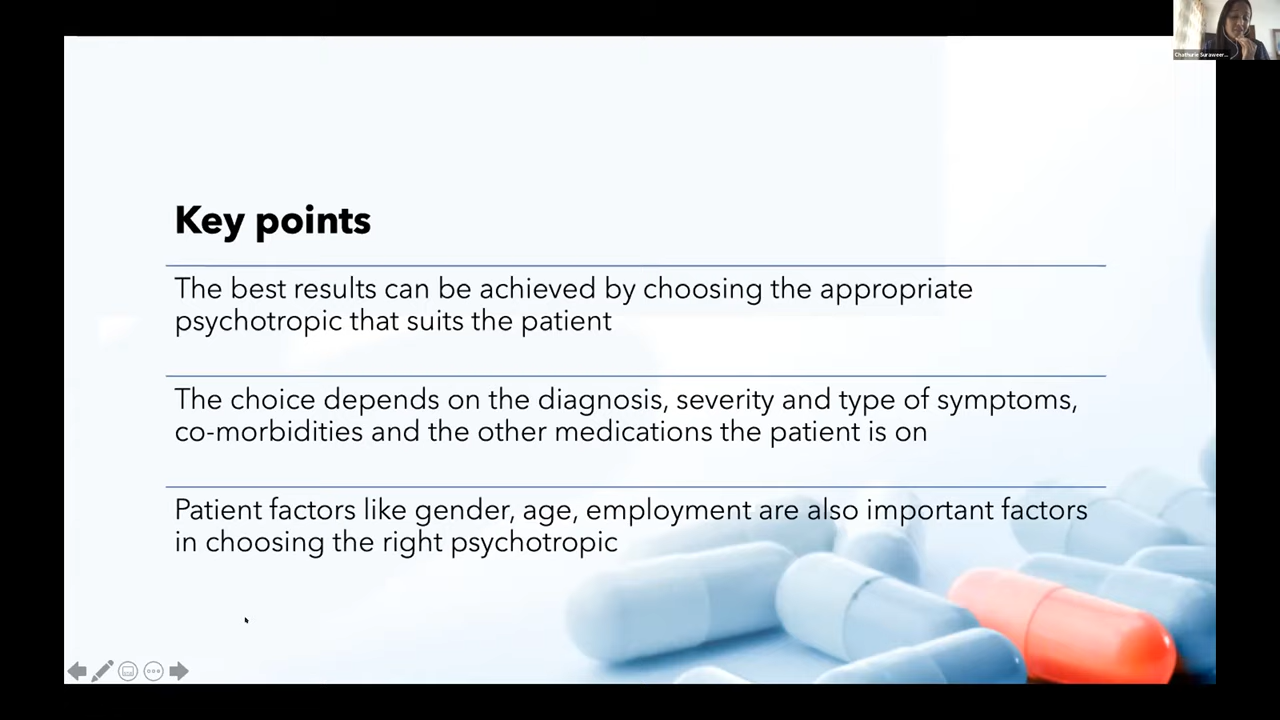 Chathurie Suraweer...
Key points
The best results can be achieved by choosing the appropriate
psychotropic that suits the patient
The choice depends on the diagnosis, severity and type of symptoms,
co-morbidities and the other medications the patient is on
Patient factors like gender, age, employment are also important factors
in choosing the right psychotropic